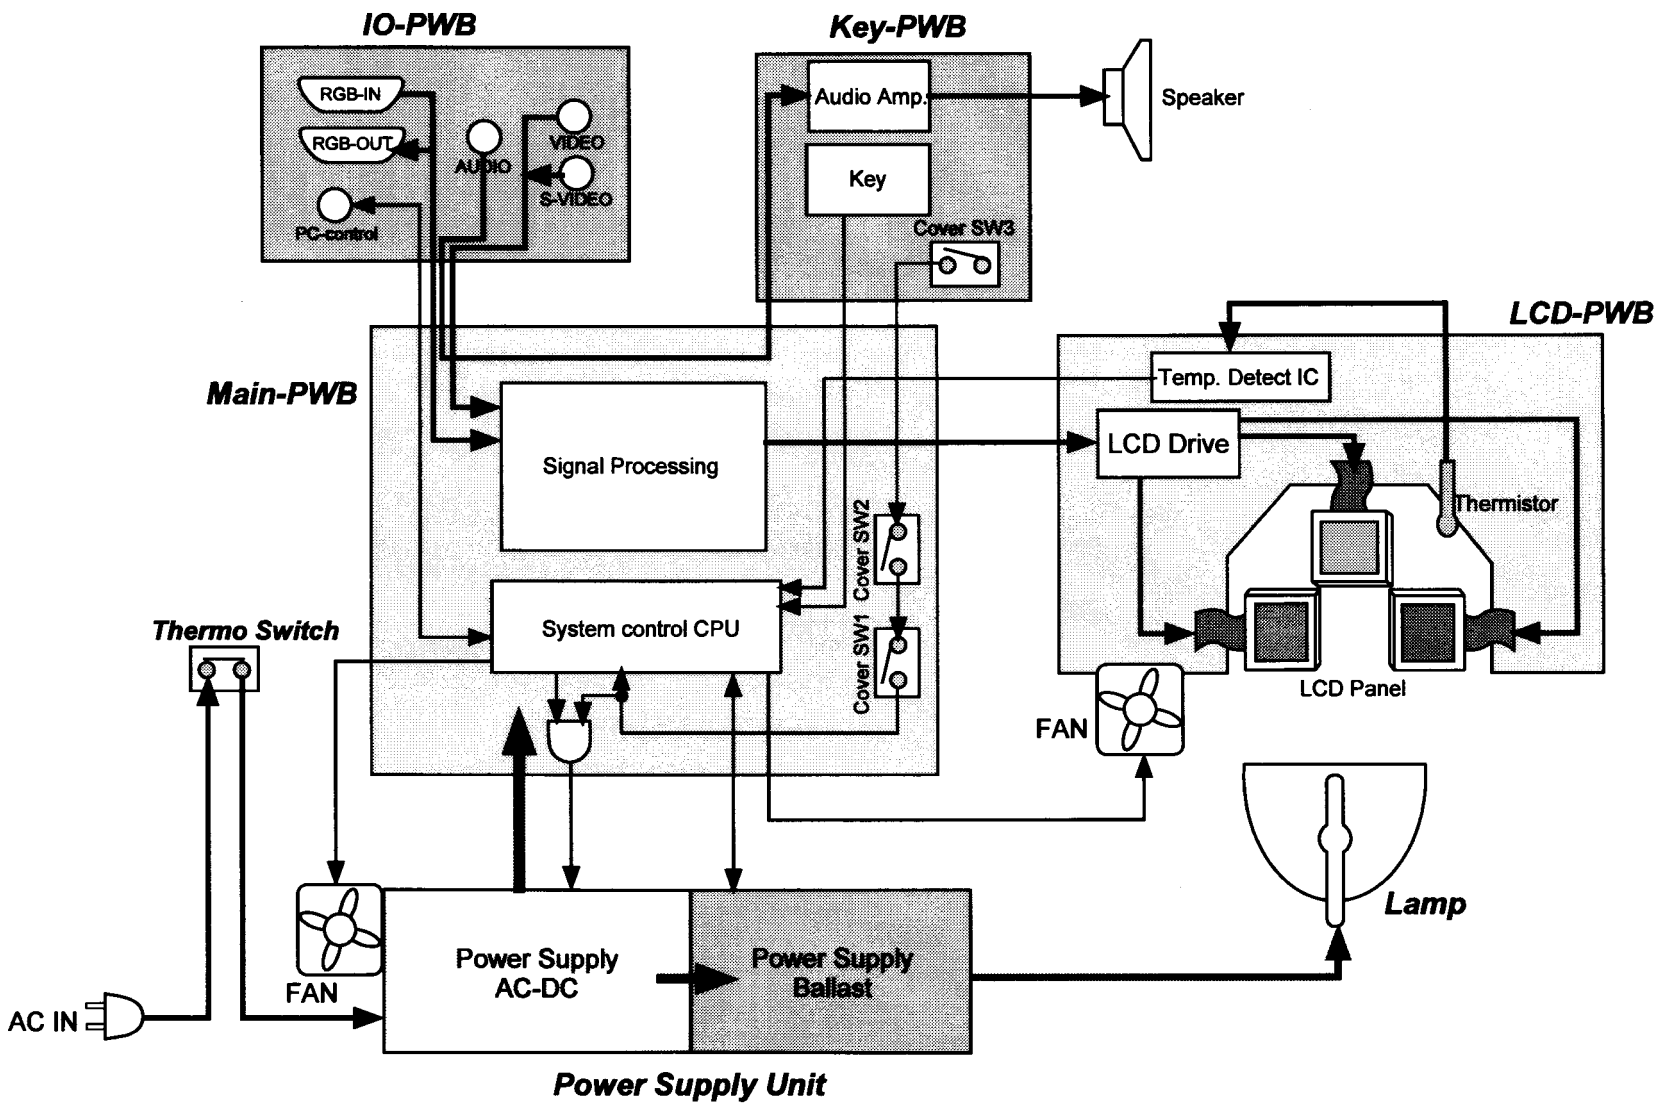 IO-PWB
Key-PWB
RGB-IN
RGB-OUT
AUDIO
VIDEO
S-VIDEO
PC-control
Audio Amp.
Speaker
Key
Cover SW3
LCD-PWB
Main-PWB
Temp. Detect IC
LCD Drive
Signal Processing
Thermistor
Cover SW2
System control CPU
Cover SW1
Thermo Switch
LCD Panel
FAN
Lamp
Power Supply
AC-DC
Power Supply
Ballast
FAN
AC IN
Power Supply Unit